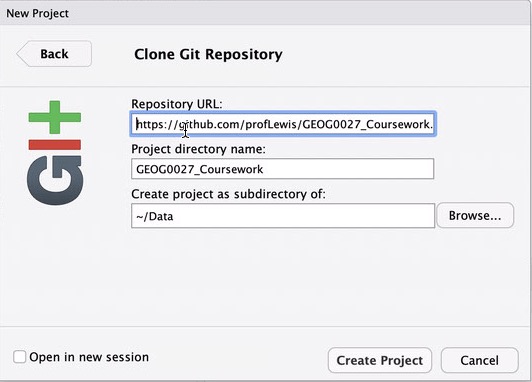 New Project
Back
Clone Git Repository
Repository URL:
https://github.com/profLewis/GEOG0027_Coursework.
Project directory name:
GEOG0027_Coursework
Create project as subdirectory of:
~/Data
Browse...
GIt
Open in new session
Create Project
Cancel